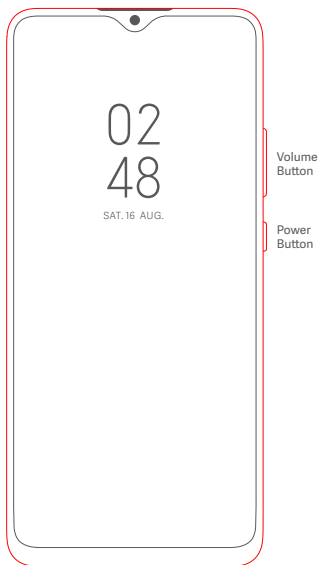 02
48
SAT. 16 AUG.
Volume
Button
Power
Button